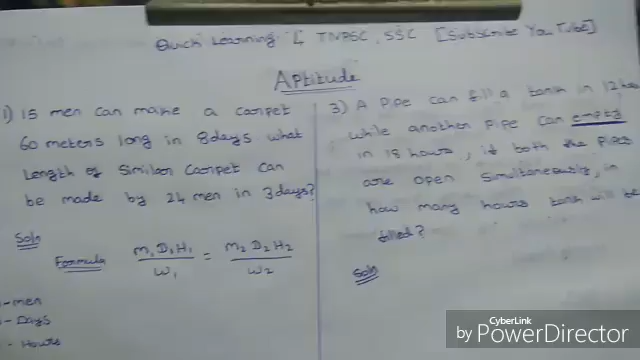 Quick Learning: [ TNPSC, SSC [Subscribe YouTube]
Aptitude
1) 15 men can make a carpet
60 meters long in 8days what
length of similar carpet can
be made by 24 men in 3days?
Soln
Formula M₁D₁H₁/W₁ = M₂D₂H₂/W₂
-men
- Days
- Hours
3) A Pipe can fill a tank in 12
while another pipe can empty
in 18 hours, if both the pipes
are open simultaneously, in
how many hours tank will be
filled?
Soln
CyberLink
by PowerDirector